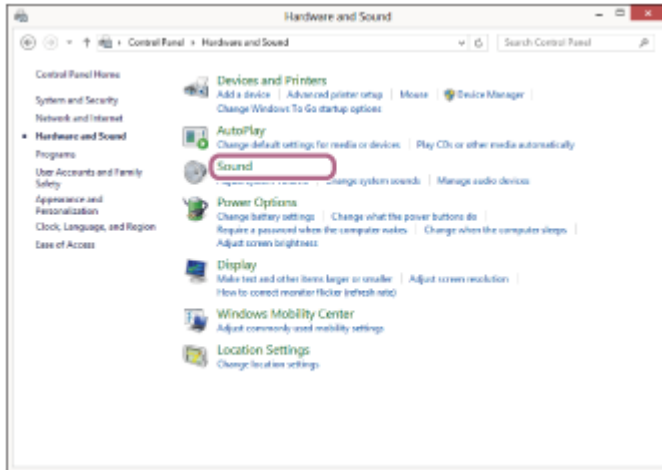 Hardware and Sound
Control Panel Hardware and Sound Search Control Panel
Control Panel Home
System and Security
Network and Internet
Hardware and Sound
Programs
User Accounts and Family
Safety
Appearance and
Personalization
Clock, Language, and Region
Ease of Access
Devices and Printers
Add a device Advanced printer setup Mouse Device Manager
Change Windows To Go startup options
AutoPlay
Change default settings for media or devices Play CDs or other media automatically
Sound
Change system sounds Manage audio devices
Power Options
Change battery settings Change what the power buttons do
Require a password when the computer wakes Change when the computer sleeps
Adjust screen brightness
Display
Make text and other items larger or smaller Adjust screen resolution
How to correct monitor flicker (refresh rate)
Windows Mobility Center
Adjust commonly used mobility settings
Location Settings
Change location settings